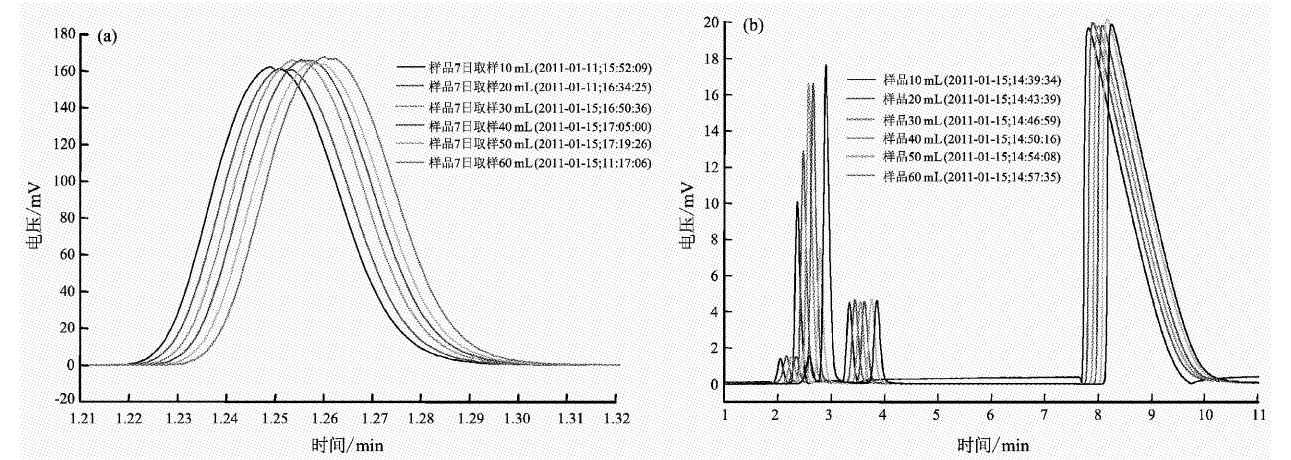 (a)
180
160
140
120
100
80
60
40
20
0
-20
电压/mV
样品7日取样10 mL (2011-01-11;15:52:09)
样品7日取样20 mL (2011-01-11;16:34:25)
样品7日取样30 mL (2011-01-15;16:50:36)
样品7日取样40 mL (2011-01-15;17:05:00)
样品7日取样50 mL (2011-01-15;17:19:26)
样品7日取样60 mL (2011-01-15;11:17:06)
1.21 1.22 1.23 1.24 1.25 1.26 1.27 1.28 1.29 1.30 1.31 1.32
时间/min
(b)
20
18
16
14
12
10
8
6
4
2
0
电压/mV
样品10 mL (2011-01-15;14:39:34)
样品20 mL (2011-01-15;14:43:39)
样品30 mL (2011-01-15;14:46:59)
样品40 mL (2011-01-15;14:50:16)
样品50 mL (2011-01-15;14:54:08)
样品60 mL (2011-01-15;14:57:35)
1 2 3 4 5 6 7 8 9 10 11
时间/min